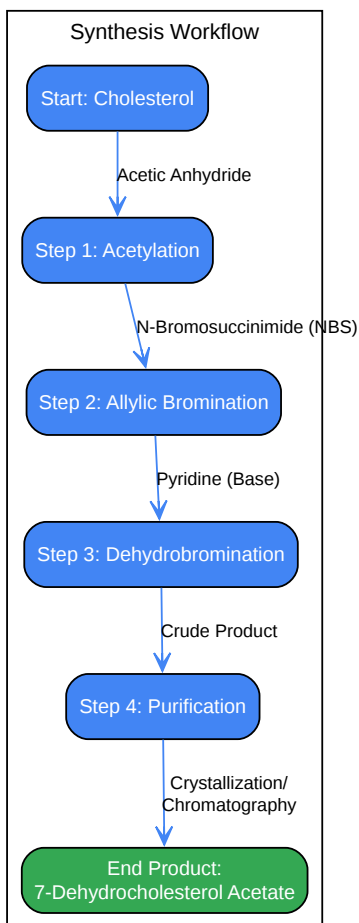 Synthesis Workflow
Start: Cholesterol
Acetic Anhydride
Step 1: Acetylation
N-Bromosuccinimide (NBS)
Step 2: Allylic Bromination
Pyridine (Base)
Step 3: Dehydrobromination
Crude Product
Step 4: Purification
Crystallization/
Chromatography
End Product:
7-Dehydrocholesterol Acetate